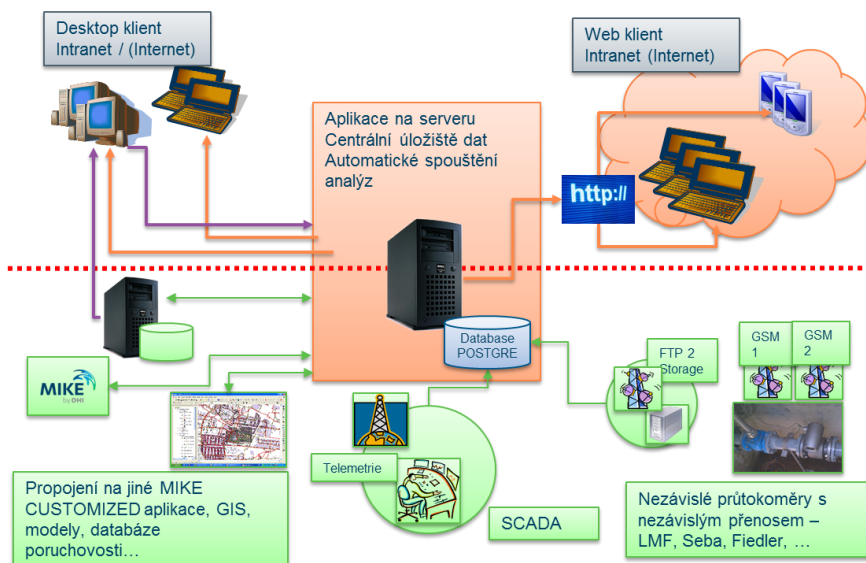 Desktop klient
Intranet / (Internet)
Web klient
Intranet (Internet)
Aplikace na serveru
Centrální úložiště dat
Automatické spouštění
analýz
http://
Database
POSTGRE
MIKE
by DHI
FTP 2
Storage
GSM
1
GSM
2
Telemetrie
SCADA
Propojení na jiné MIKE
CUSTOMIZED aplikace, GIS,
modely, databáze
poruchovosti...
Nezávislé průtokoměry s
nezávislým přenosem –
LMF, Seba, Fiedler, ...